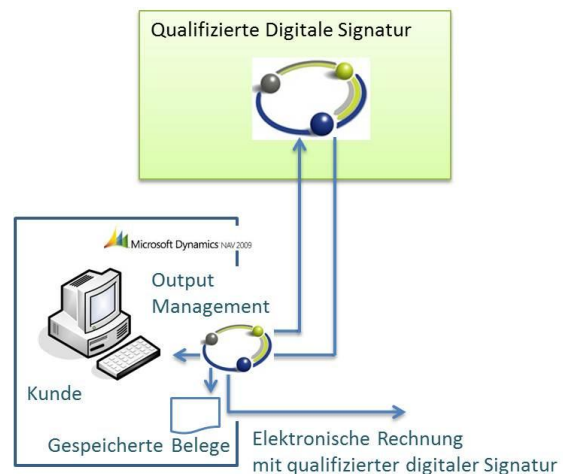 Qualifizierte Digitale Signatur
Microsoft Dynamics NAV 2009
Output
Management
Kunde
Gespeicherte Belege
Elektronische Rechnung
mit qualifizierter digitaler Signatur